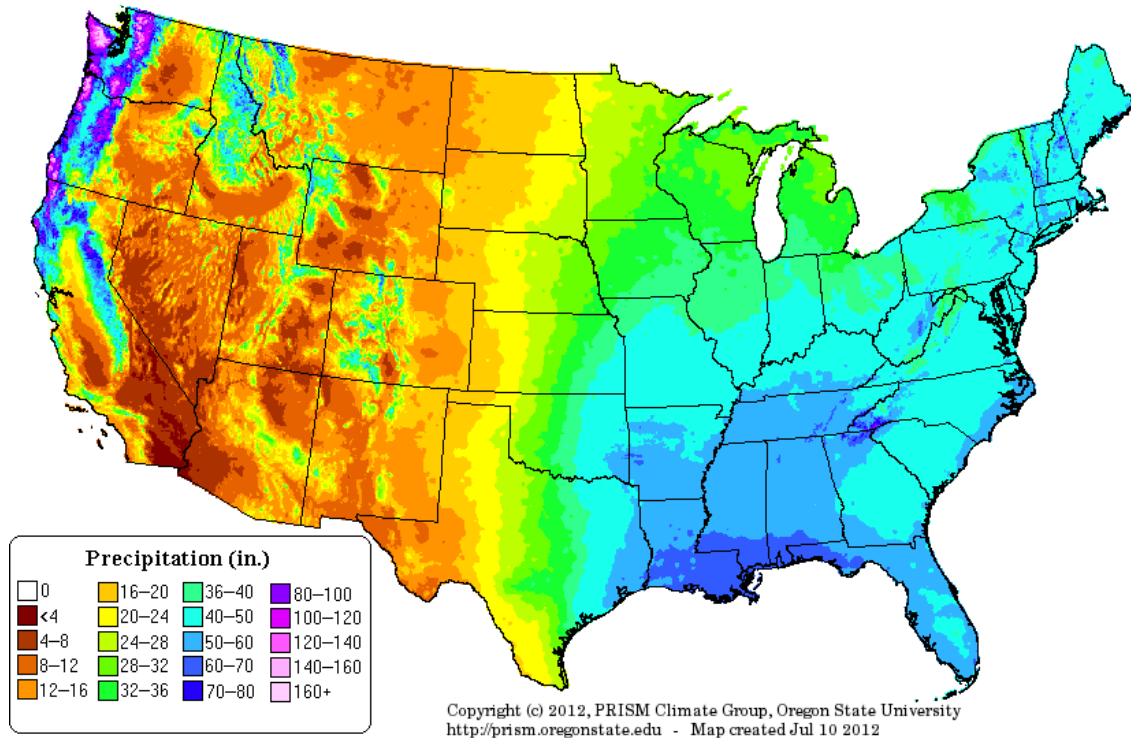 Precipitation (in.)
0 16–20 36–40 80–100
<4 20–24 40–50 100–120
4–8 24–28 50–60 120–140
8–12 28–32 60–70 140–160
12–16 32–36 70–80 160+
Copyright (c) 2012, PRISM Climate Group, Oregon State University
http://prism.oregonstate.edu - Map created Jul 10 2012